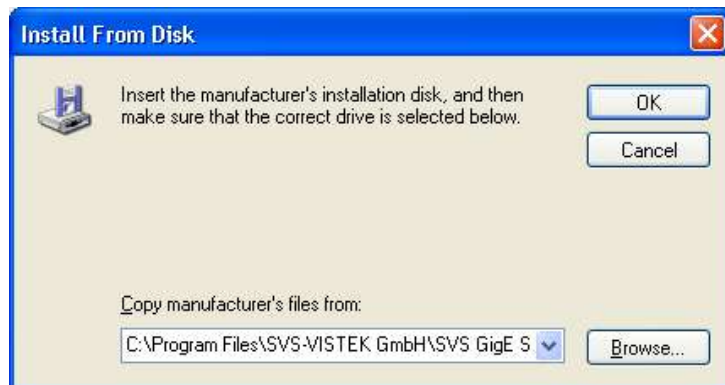 Install From Disk
Insert the manufacturer's installation disk, and then
make sure that the correct drive is selected below.
OK
Cancel
Copy manufacturer's files from:
C:\Program Files\SVS-VISTEK GmbH\SVS GigE S
Browse...